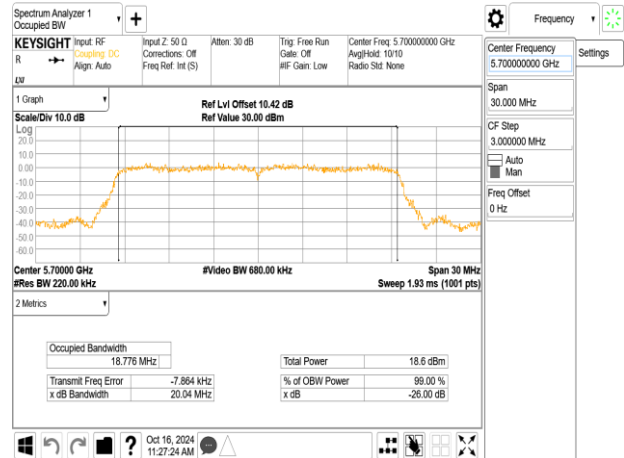 Spectrum Analyzer 1
Occupied BW
Frequency
KEYSIGHT
R
LXI
Input: RF
Coupling: DC
Align: Auto
Input Z: 50 Ω
Corrections: Off
Freq Ref: Int (S)
Atten: 30 dB
Trig: Free Run
Gate: Off
#IF Gain: Low
Center Freq: 5.700000000 GHz
Avg|Hold: 10/10
Radio Std: None
Center Frequency
5.700000000 GHz
Settings
Span
30.000 MHz
CF Step
3.000000 MHz
Auto
Man
Freq Offset
0 Hz
1 Graph
Ref Lvl Offset 10.42 dB
Scale/Div 10.0 dB
Ref Value 30.00 dBm
Log
20.0
10.0
0.00
-10.0
-20.0
-30.0
-40.0
-50.0
-60.0
Center 5.70000 GHz
#Video BW 680.00 kHz
Span 30 MHz
#Res BW 220.00 kHz
Sweep 1.93 ms (1001 pts)
2 Metrics
Occupied Bandwidth
18.776 MHz
Total Power 18.6 dBm
Transmit Freq Error -7.864 kHz
% of OBW Power 99.00 %
x dB Bandwidth 20.04 MHz
x dB -26.00 dB
?
Oct 16, 2024
11:27:24 AM